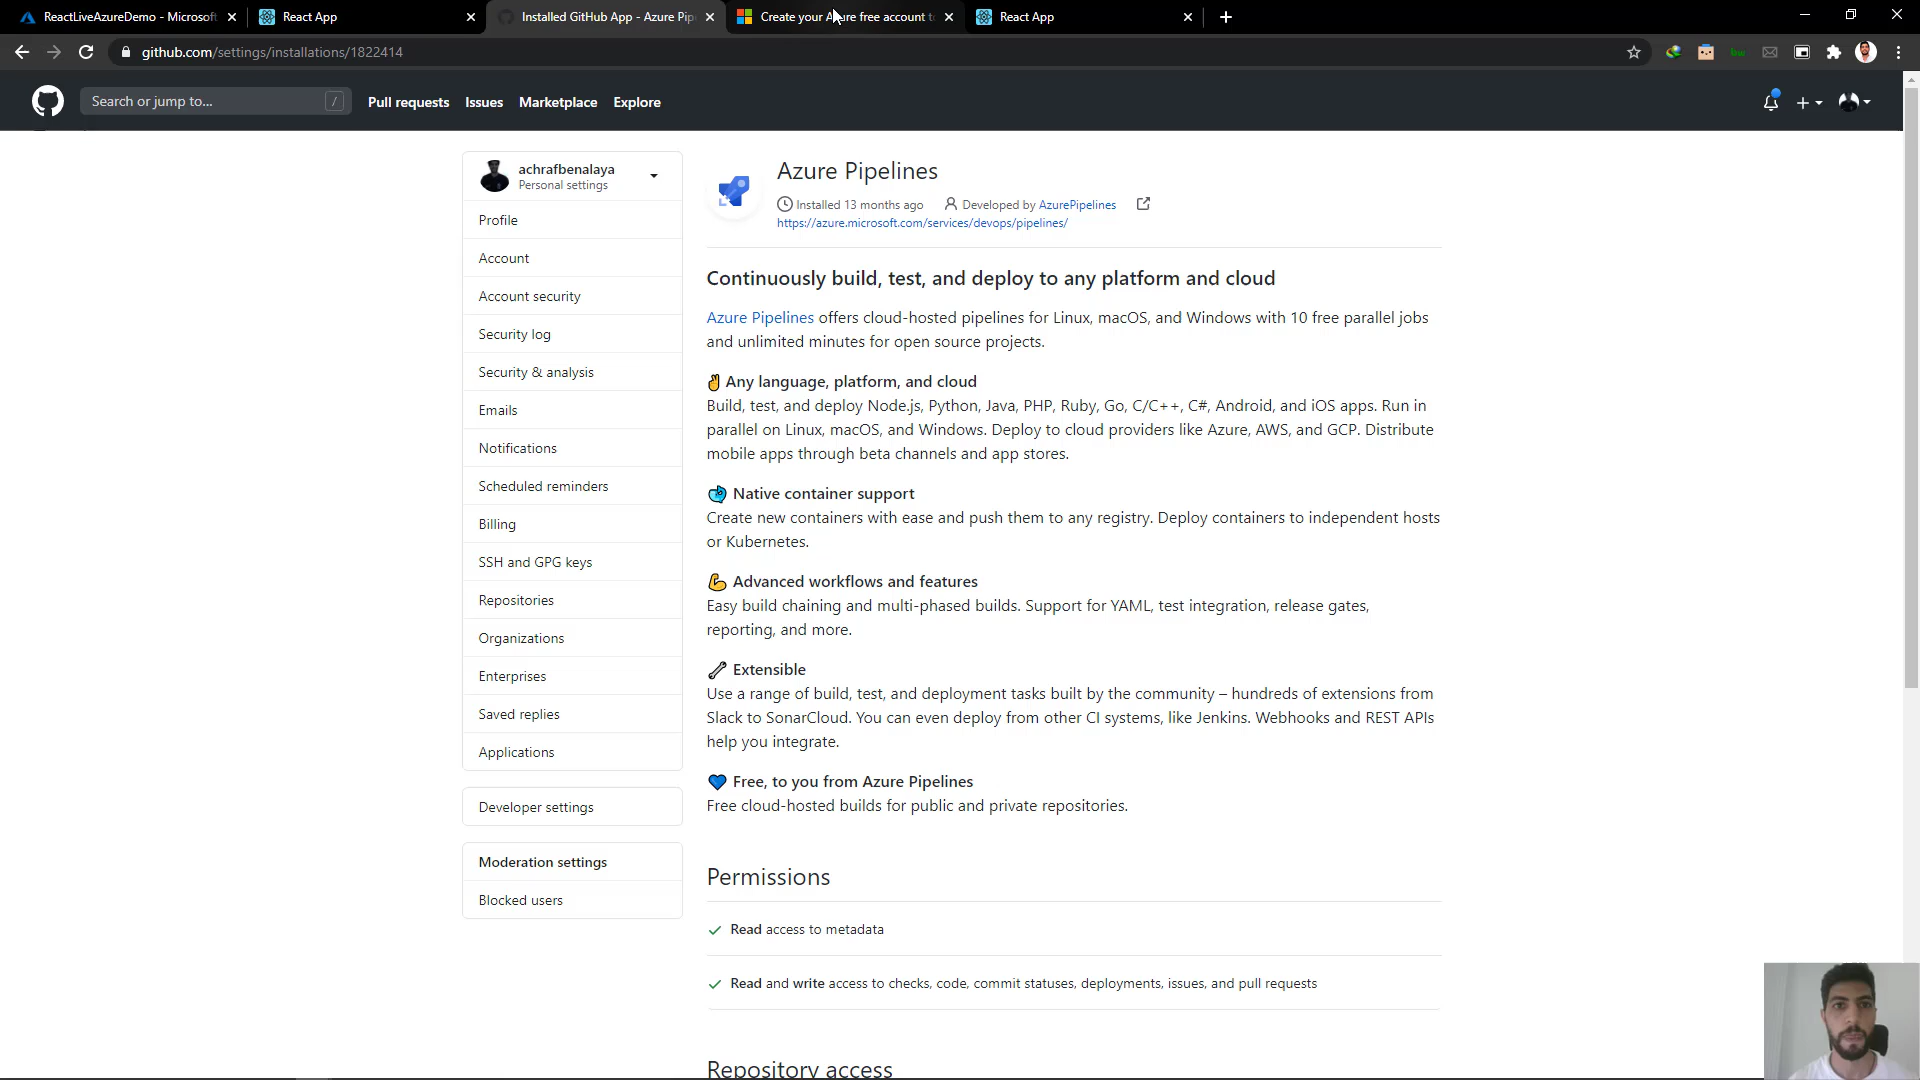 ReactLiveAzureDemo - Microsoft
React App
Installed GitHub App - Azure Pip
Create your Azure free account t
React App
github.com/settings/installations/1822414
Search or jump to...
/
Pull requests
Issues
Marketplace
Explore
achrafbenalaya
Personal settings
Profile
Account
Account security
Security log
Security & analysis
Emails
Notifications
Scheduled reminders
Billing
SSH and GPG keys
Repositories
Organizations
Enterprises
Saved replies
Applications
Developer settings
Moderation settings
Blocked users
Azure Pipelines
Installed 13 months ago
Developed by AzurePipelines
https://azure.microsoft.com/services/devops/pipelines/
Continuously build, test, and deploy to any platform and cloud
Azure Pipelines offers cloud-hosted pipelines for Linux, macOS, and Windows with 10 free parallel jobs
and unlimited minutes for open source projects.
Any language, platform, and cloud
Build, test, and deploy Node.js, Python, Java, PHP, Ruby, Go, C/C++, C#, Android, and iOS apps. Run in
parallel on Linux, macOS, and Windows. Deploy to cloud providers like Azure, AWS, and GCP. Distribute
mobile apps through beta channels and app stores.
Native container support
Create new containers with ease and push them to any registry. Deploy containers to independent hosts
or Kubernetes.
Advanced workflows and features
Easy build chaining and multi-phased builds. Support for YAML, test integration, release gates,
reporting, and more.
Extensible
Use a range of build, test, and deployment tasks built by the community – hundreds of extensions from
Slack to SonarCloud. You can even deploy from other CI systems, like Jenkins. Webhooks and REST APIs
help you integrate.
Free, to you from Azure Pipelines
Free cloud-hosted builds for public and private repositories.
Permissions
Read access to metadata
Read and write access to checks, code, commit statuses, deployments, issues, and pull requests
Repository access